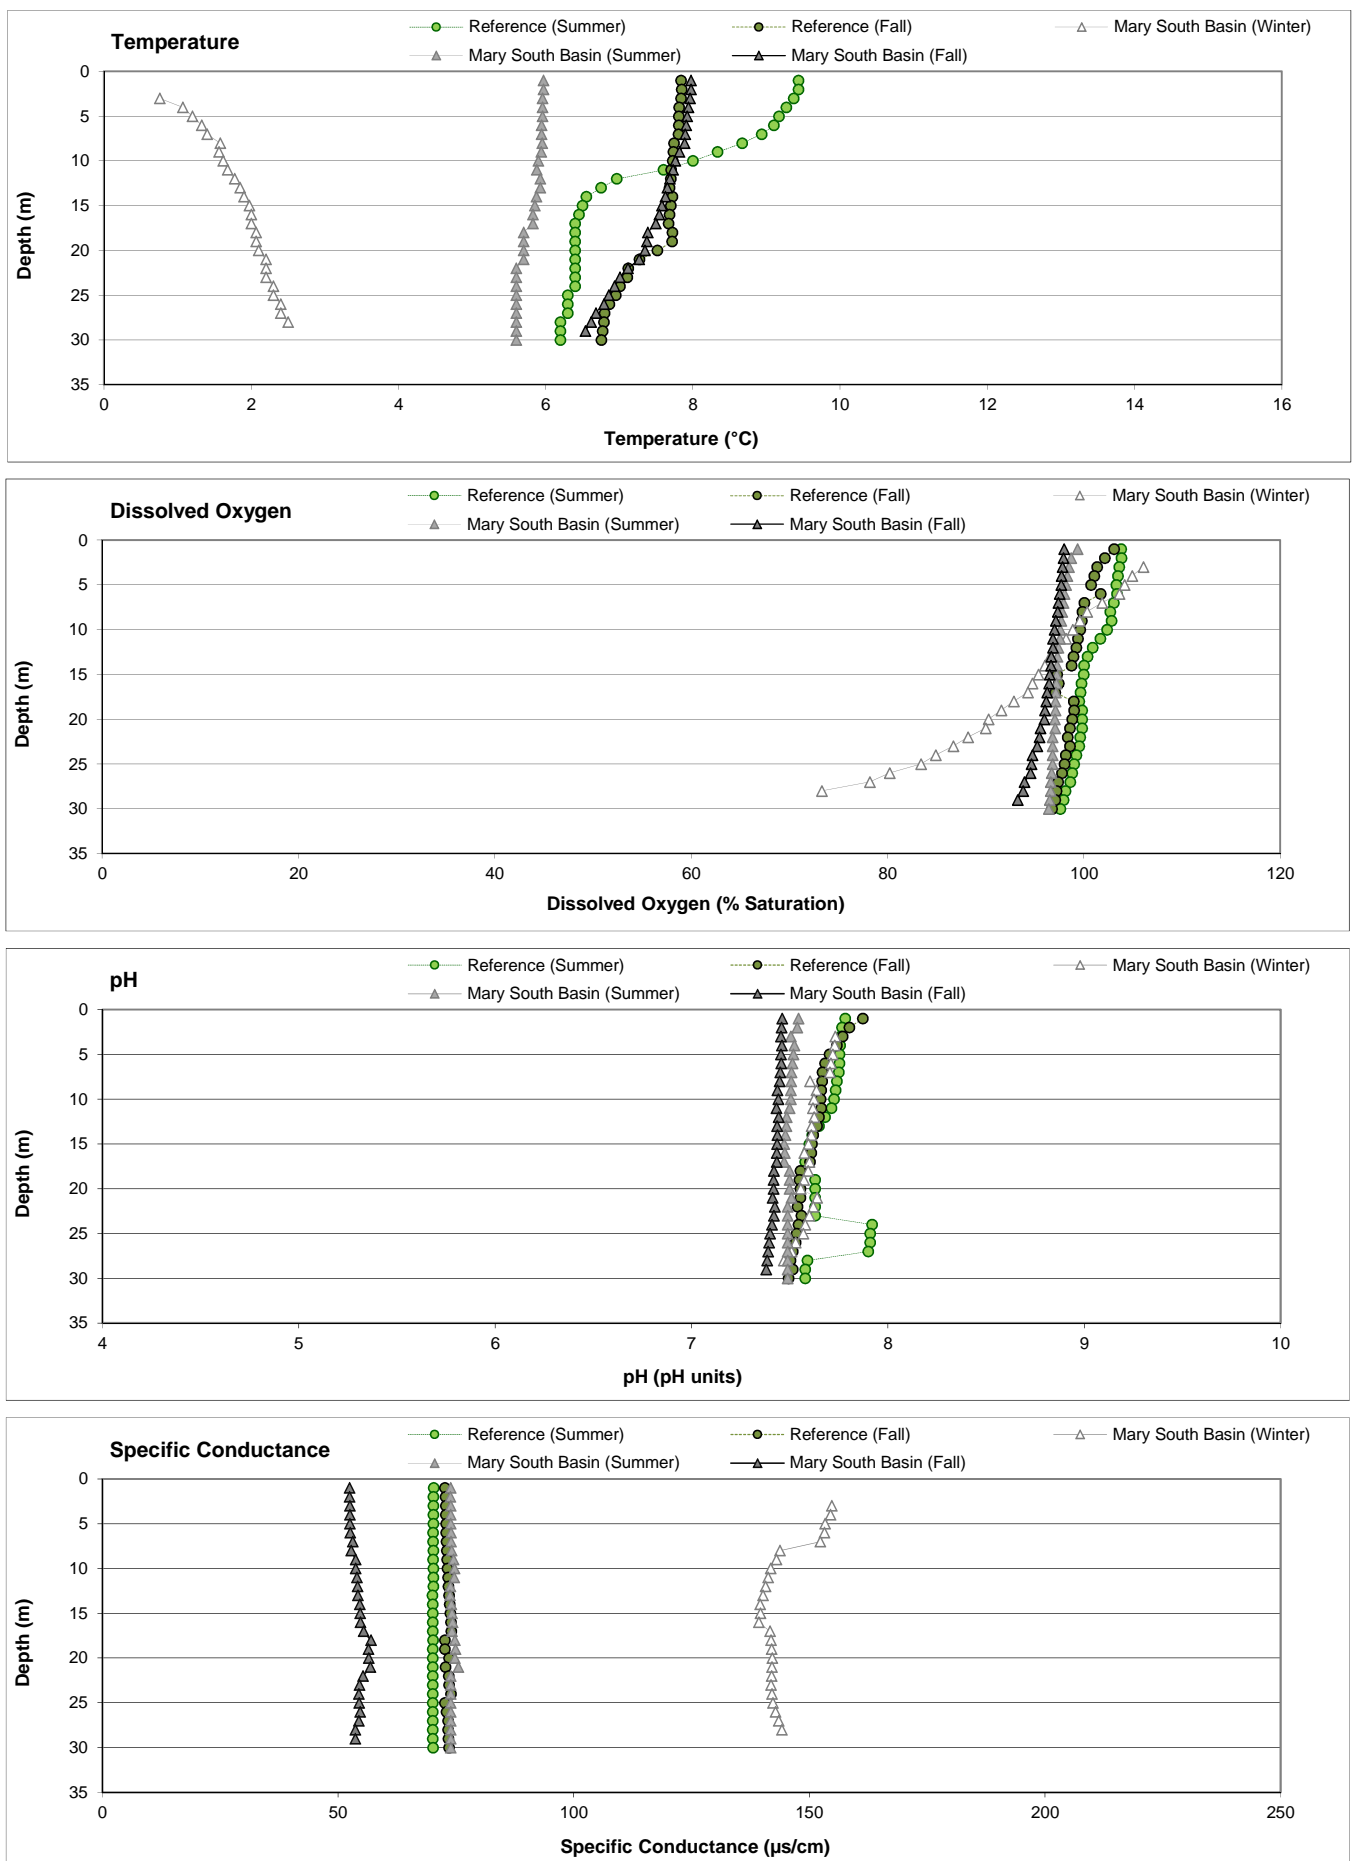 Temperature
Reference (Summer) Reference (Fall) Mary South Basin (Winter)
Mary South Basin (Summer) Mary South Basin (Fall)
Depth (m)
0
5
10
15
20
25
30
35
0 2 4 6 8 10 12 14 16
Temperature (°C)
Dissolved Oxygen
Reference (Summer) Reference (Fall) Mary South Basin (Winter)
Mary South Basin (Summer) Mary South Basin (Fall)
Depth (m)
0
5
10
15
20
25
30
35
0 20 40 60 80 100 120
Dissolved Oxygen (% Saturation)
pH
Reference (Summer) Reference (Fall) Mary South Basin (Winter)
Mary South Basin (Summer) Mary South Basin (Fall)
Depth (m)
0
5
10
15
20
25
30
35
4 5 6 7 8 9 10
pH (pH units)
Specific Conductance
Reference (Summer) Reference (Fall) Mary South Basin (Winter)
Mary South Basin (Summer) Mary South Basin (Fall)
Depth (m)
0
5
10
15
20
25
30
35
0 50 100 150 200 250
Specific Conductance (µs/cm)